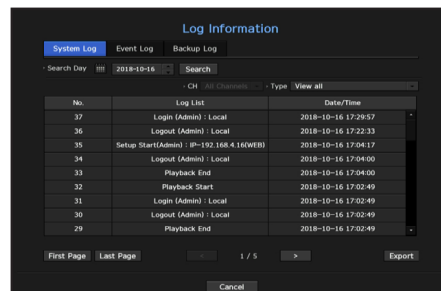 Log Information
System Log Event Log Backup Log
• Search Day 2018-10-16 Search
• CH All Channels • Type View all
No. Log List Date/Time
37 Login (Admin) : Local 2018-10-16 17:29:57
36 Logout (Admin) : Local 2018-10-16 17:22:33
35 Setup Start(Admin) : IP-192.168.4.16(WEB) 2018-10-16 17:04:17
34 Logout (Admin) : Local 2018-10-16 17:04:00
33 Playback End 2018-10-16 17:04:00
32 Playback Start 2018-10-16 17:02:49
31 Login (Admin) : Local 2018-10-16 17:02:49
30 Logout (Admin) : Local 2018-10-16 17:02:49
29 Playback End 2018-10-16 17:02:49
First Page Last Page < 1 / 5 > Export
Cancel